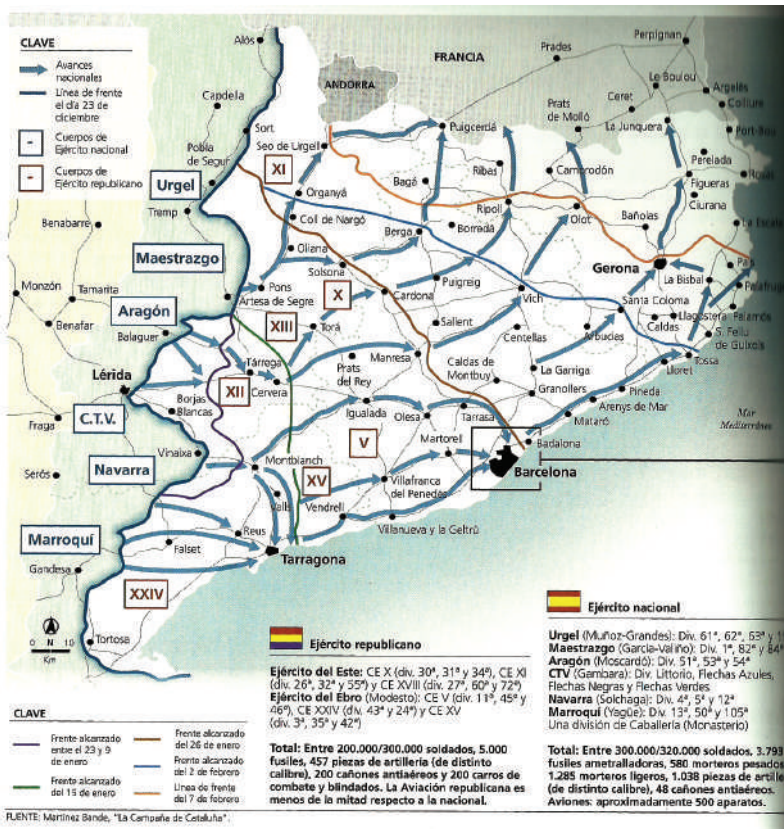 CLAVE
Avances
nacionales
Línea de frente
el día 23 de
diciembre
Cuerpos de
Ejército nacional
Cuerpos de
Ejército republicano
Alós
Capdella
Sort
Pobla
de Segur
Tremp
Benabarre
Monzón
Tamarita
Benafar
Balaguer
Lérida
Fraga
Serós
Gandesa
Tortosa
Urgel
Maestrazgo
Aragón
C.T.V.
Navarra
Marroquí
FRANCIA
ANDORRA
Prades
Perpignan
Le Boulou
Argelés
Colliure
Ceret
Prats
de Molló
La Junquera
Port-Bou
Puigcerdá
Seo de Urgell
XI
Organyá
Coll de Nargó
Oliana
Bagá
Ribas
Camprodón
Perelada
Rosas
Figueras
Ciurana
Ripoll
Olot
Bañolas
La Escala
Berga
Borredá
Solsona
Gerona
La Bisbal
Pals
Palafrugell
Pons
Artesa de Segre
X
Cardona
Puigreig
Vich
Santa Coloma
Caldas
Llagostera
Palamós
S. Feliu
de Guixols
XIII
Torá
Sallent
Centellas
Arbucias
Tossa
Lloret
Tárrega
Cervera
Prats
del Rey
Manresa
Caldas de
Montbuy
La Garriga
Granollers
Pineda
Arenys de Mar
Mataró
XII
Borjas
Blancas
Igualada
Olesa
Tarrasa
Badalona
Mar
Mediterráneo
Vinaixa
Montblanch
V
Martorell
Barcelona
XV
Villafranca
del Penedés
Valls
Vendrell
Villanueva y la Geltrú
Reus
Falset
Tarragona
XXIV
0 N 10
Km
Ejército republicano
Ejército del Este: CE X (div. 30ª, 31ª y 34ª), CE XI
(div. 26ª, 32ª y 55ª) y CE XVIII (div. 27ª, 60ª y 72ª)
Ejército del Ebro (Modesto): CE V (div. 11ª, 45ª y
46ª), CE XXIV (div. 43ª y 24ª) y CE XV
(div. 3ª, 35ª y 42ª)
Total: Entre 200.000/300.000 soldados, 5.000
fusiles, 457 piezas de artillería (de distinto
calibre), 200 cañones antiaéreos y 200 carros de
combate y blindados. La Aviación republicana es
menos de la mitad respecto a la nacional.
Ejército nacional
Urgel (Muñoz-Grandes): Div. 61ª, 62ª, 63ª y
Maestrazgo (García-Valiño): Div. 1ª, 82ª y 84ª
Aragón (Moscardó): Div. 51ª, 53ª y 54ª
CTV (Gambara): Div. Littorio, Flechas Azules,
Flechas Negras y Flechas Verdes
Navarra (Solchaga): Div. 4ª, 5ª y 12ª
Marroquí (Yagüe): Div. 13ª, 50ª y 105ª
Una división de Caballería (Monasterio)
Total: Entre 300.000/320.000 soldados, 3.793
fusiles ametralladoras, 580 morteros pesados
1.285 morteros ligeros, 1.038 piezas de artille
(de distinto calibre), 48 cañones antiaéreos.
Aviones: aproximadamente 500 aparatos.
CLAVE
Frente alcanzado
entre el 23 y 9
de enero
Frente alcanzado
del 15 de enero
Frente alcanzado
del 26 de enero
Frente alcanzado
del 2 de febrero
Línea de frente
del 7 de febrero
FUENTE: Martínez Bande, "La Campaña de Cataluña".